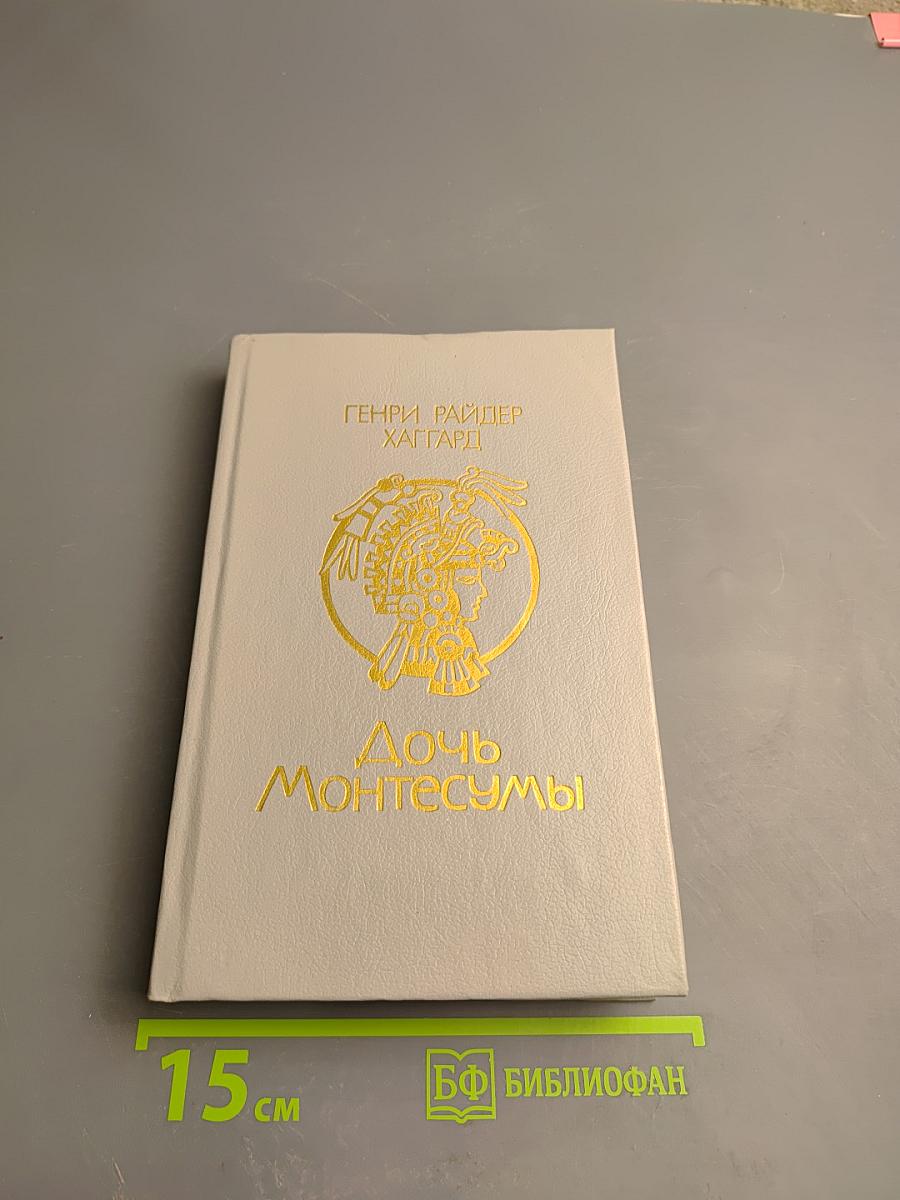 ГЕНРИ РАЙДЕР
ХАГГАРД
Дочь
Монтесумы
15 см
БФ БИБЛИОФАН